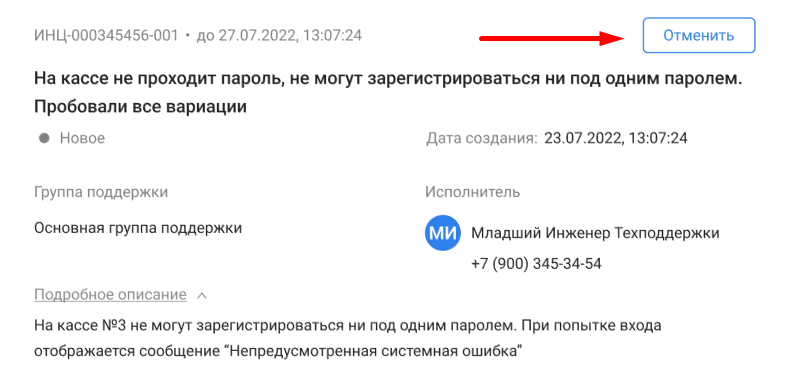 ИНЦ-000345456-001 • до 27.07.2022, 13:07:24
Отменить
На кассе не проходит пароль, не могут зарегистрироваться ни под одним паролем.
Пробовали все вариации
Новое
Дата создания: 23.07.2022, 13:07:24
Группа поддержки
Исполнитель
Основная группа поддержки
МИ
Младший Инженер Техподдержки
+7 (900) 345-34-54
Подробное описание
На кассе №3 не могут зарегистрироваться ни под одним паролем. При попытке входа
отображается сообщение “Непредусмотренная системная ошибка”